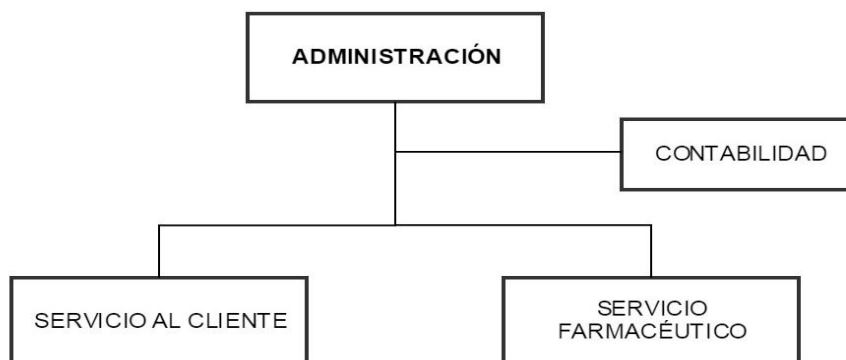 ADMINISTRACIÓN
CONTABILIDAD
SERVICIO AL CLIENTE
SERVICIO
FARMACÉUTICO